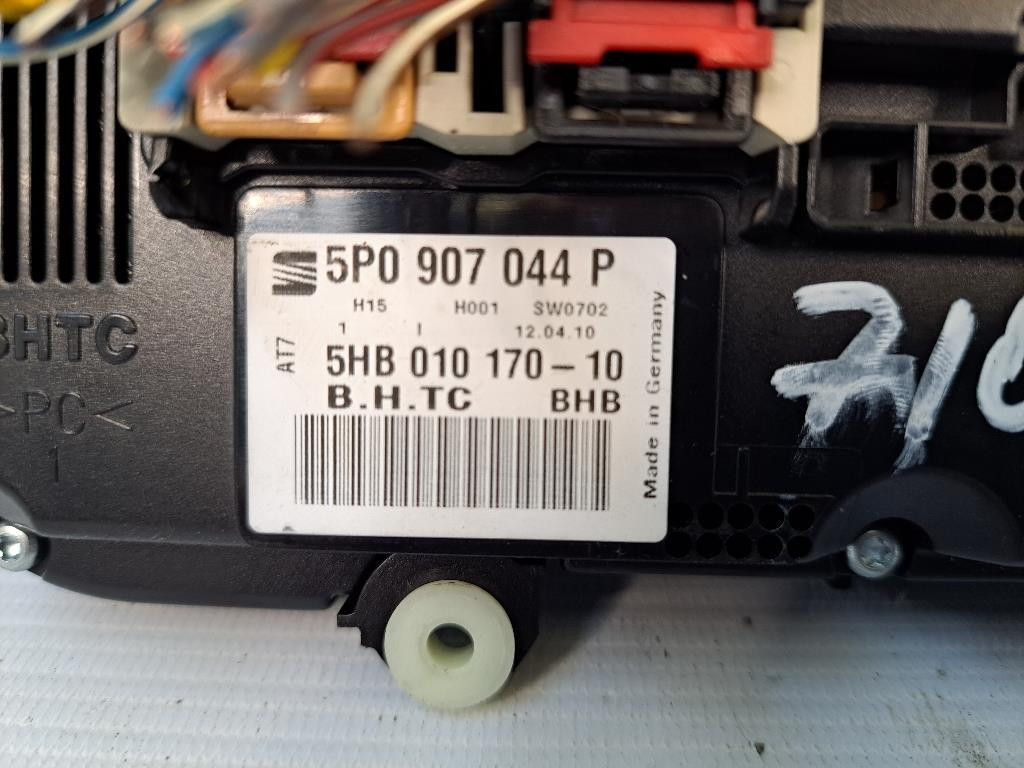 5P0 907 044 P
H15 H001 SW0702
1 I 12.04.10
AT7
5HB 010 170-10
B.H.TC BHB
Made in Germany
BHTC
>PC<
1